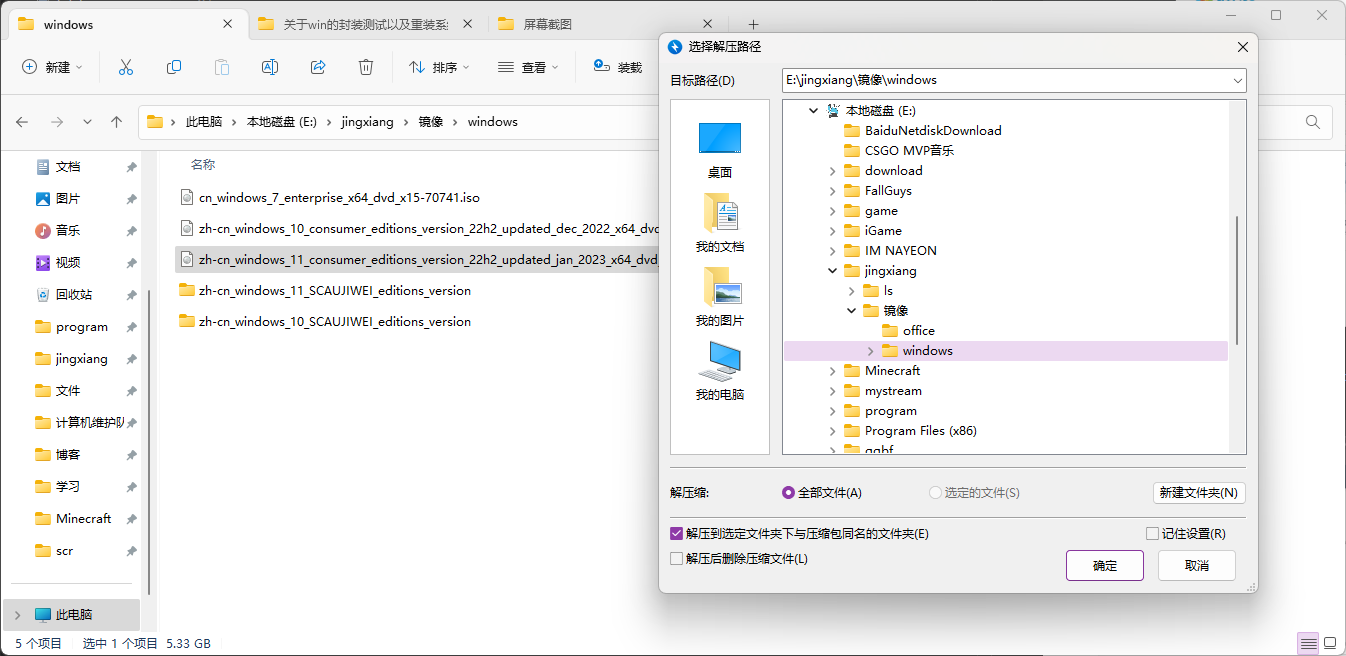 windows
关于win的封装测试以及重装系
屏幕截图
新建
排序
查看
装载
此电脑
本地磁盘 (E:)
jingxiang
镜像
windows
文档
图片
音乐
视频
回收站
program
jingxiang
文件
计算机维护队
博客
学习
Minecraft
scr
此电脑
名称
cn_windows_7_enterprise_x64_dvd_x15-70741.iso
zh-cn_windows_10_consumer_editions_version_22h2_updated_dec_2022_x64_dvd
zh-cn_windows_11_consumer_editions_version_22h2_updated_jan_2023_x64_dvd_
zh-cn_windows_11_SCAUJIWEI_editions_version
zh-cn_windows_10_SCAUJIWEI_editions_version
5 个项目
选中 1 个项目 5.33 GB
选择解压路径
目标路径(D)
E:\jingxiang\镜像\windows
桌面
我的文档
我的图片
我的电脑
本地磁盘 (E:)
BaiduNetdiskDownload
CSGO MVP音乐
download
FallGuys
game
iGame
IM NAYEON
jingxiang
ls
镜像
office
windows
Minecraft
mystream
program
Program Files (x86)
解压缩:
全部文件(A)
选定的文件(S)
新建文件夹(N)
解压到选定文件夹下与压缩包同名的文件夹(E)
记住设置(R)
解压后删除压缩文件(L)
确定
取消